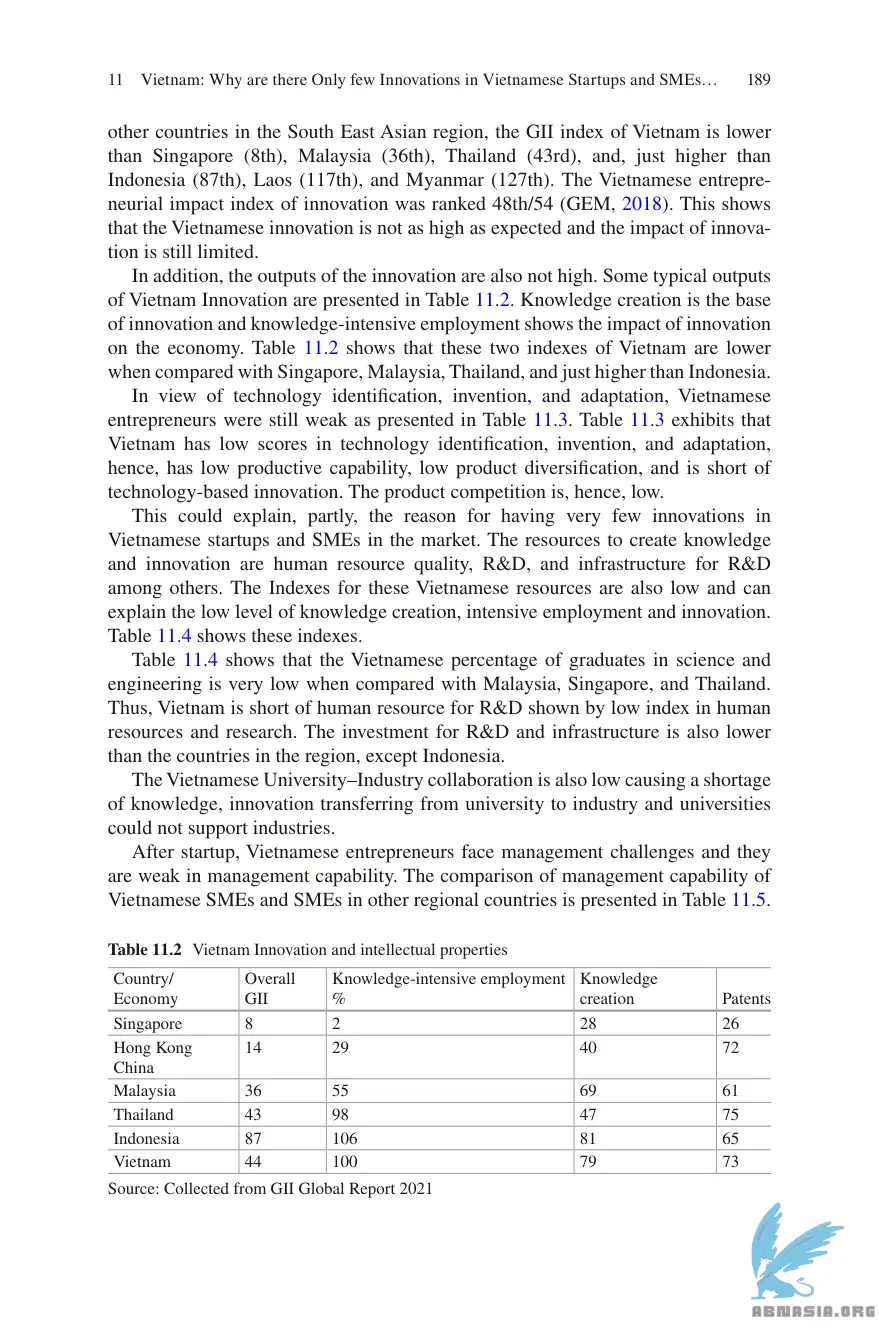 11 Vietnam: Why are there Only few Innovations in Vietnamese Startups and SMEs… 189
other countries in the South East Asian region, the GII index of Vietnam is lower
than Singapore (8th), Malaysia (36th), Thailand (43rd), and, just higher than
Indonesia (87th), Laos (117th), and Myanmar (127th). The Vietnamese entrepre-
neurial impact index of innovation was ranked 48th/54 (GEM, 2018). This shows
that the Vietnamese innovation is not as high as expected and the impact of innova-
tion is still limited.
In addition, the outputs of the innovation are also not high. Some typical outputs
of Vietnam Innovation are presented in Table 11.2. Knowledge creation is the base
of innovation and knowledge-intensive employment shows the impact of innovation
on the economy. Table 11.2 shows that these two indexes of Vietnam are lower
when compared with Singapore, Malaysia, Thailand, and just higher than Indonesia.
In view of technology identification, invention, and adaptation, Vietnamese
entrepreneurs were still weak as presented in Table 11.3. Table 11.3 exhibits that
Vietnam has low scores in technology identification, invention, and adaptation,
hence, has low productive capability, low product diversification, and is short of
technology-based innovation. The product competition is, hence, low.
This could explain, partly, the reason for having very few innovations in
Vietnamese startups and SMEs in the market. The resources to create knowledge
and innovation are human resource quality, R&D, and infrastructure for R&D
among others. The Indexes for these Vietnamese resources are also low and can
explain the low level of knowledge creation, intensive employment and innovation.
Table 11.4 shows these indexes.
Table 11.4 shows that the Vietnamese percentage of graduates in science and
engineering is very low when compared with Malaysia, Singapore, and Thailand.
Thus, Vietnam is short of human resource for R&D shown by low index in human
resources and research. The investment for R&D and infrastructure is also lower
than the countries in the region, except Indonesia.
The Vietnamese University–Industry collaboration is also low causing a shortage
of knowledge, innovation transferring from university to industry and universities
could not support industries.
After startup, Vietnamese entrepreneurs face management challenges and they
are weak in management capability. The comparison of management capability of
Vietnamese SMEs and SMEs in other regional countries is presented in Table 11.5.
Table 11.2 Vietnam Innovation and intellectual properties
Country/ Overall Knowledge-intensive employment Knowledge
Economy GII % creation Patents
Singapore 8 2 28 26
Hong Kong 14 29 40 72
China
Malaysia 36 55 69 61
Thailand 43 98 47 75
Indonesia 87 106 81 65
Vietnam 44 100 79 73
Source: Collected from GII Global Report 2021
ABNASIA.ORG